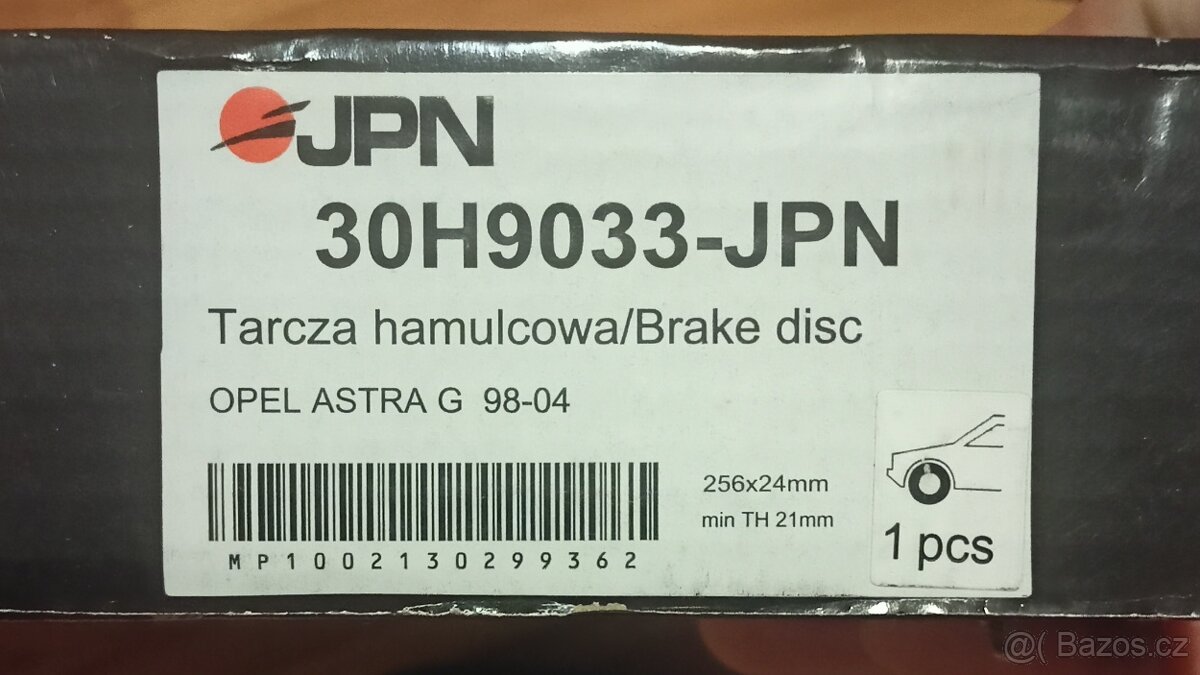 JPN
30H9033-JPN
Tarcza hamulcowa/Brake disc
OPEL ASTRA G 98-04
256x24mm
min TH 21mm
MP1002130299362
1 pcs
@( Bazos.cz